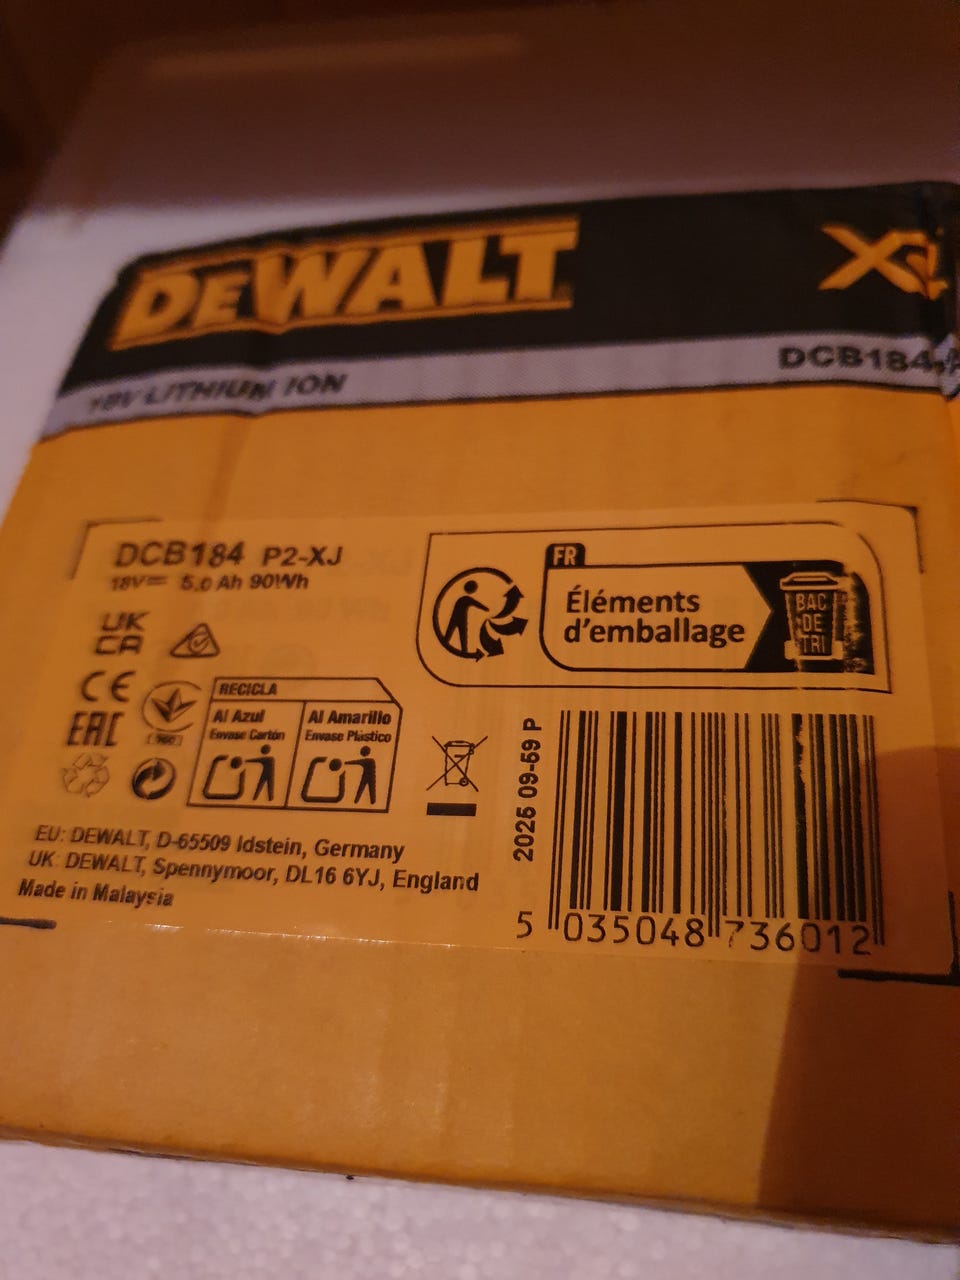 DEWALT
XR
18V LITHIUM ION
DCB184
DCB184 P2-XJ
18V 5.0 Ah 90Wh
FR
Éléments
d'emballage
BAC
DE
TRI
UK
CA
CE
EAC
RECICLA
Al Azul
Envase Cartón
Al Amarillo
Envase Plástico
2025 09-59 P
EU: DEWALT, D-65509 Idstein, Germany
UK: DEWALT, Spennymoor, DL16 6YJ, England
Made in Malaysia
5 035048 736012